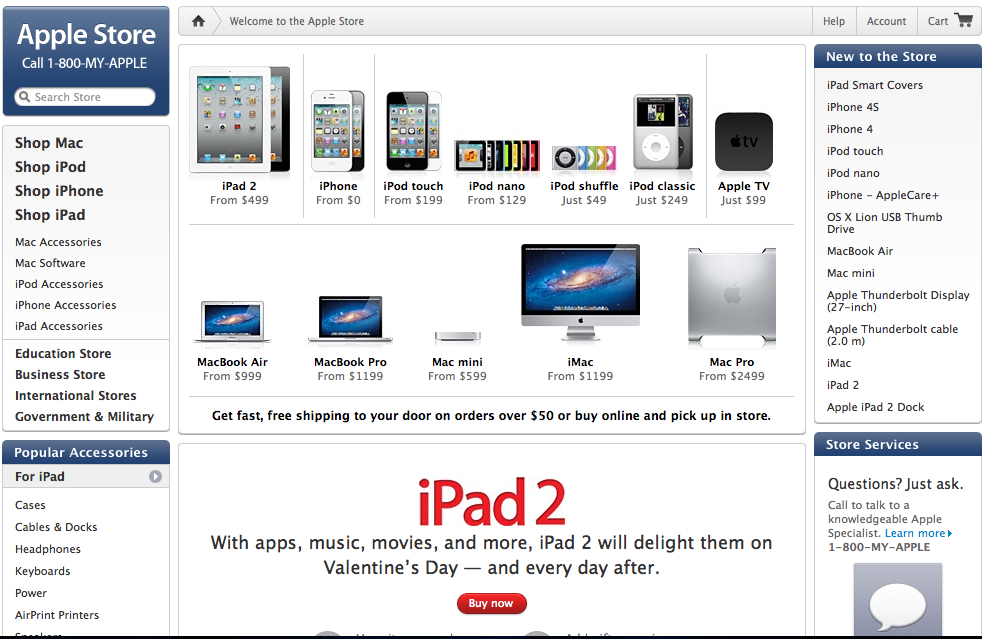 Apple Store
Call 1-800-MY-APPLE
Search Store
Shop Mac
Shop iPod
Shop iPhone
Shop iPad
Mac Accessories
Mac Software
iPod Accessories
iPhone Accessories
iPad Accessories
Education Store
Business Store
International Stores
Government & Military
Popular Accessories
For iPad
Cases
Cables & Docks
Headphones
Keyboards
Power
AirPrint Printers
Welcome to the Apple Store
Help
Account
Cart
tv
iPad 2
From $499
iPhone
From $0
iPod touch
From $199
iPod nano
From $129
iPod shuffle
Just $49
iPod classic
Just $249
Apple TV
Just $99
MacBook Air
From $999
MacBook Pro
From $1199
Mac mini
From $599
iMac
From $1199
Mac Pro
From $2499
Get fast, free shipping to your door on orders over $50 or buy online and pick up in store.
iPad 2
With apps, music, movies, and more, iPad 2 will delight them on
Valentine's Day — and every day after.
Buy now
New to the Store
iPad Smart Covers
iPhone 4S
iPhone 4
iPod touch
iPod nano
iPhone – AppleCare+
OS X Lion USB Thumb
Drive
MacBook Air
Mac mini
Apple Thunderbolt Display
(27-inch)
Apple Thunderbolt cable
(2.0 m)
iMac
iPad 2
Apple iPad 2 Dock
Store Services
Questions? Just ask.
Call to talk to a
knowledgeable Apple
Specialist. Learn more
1-800-MY-APPLE